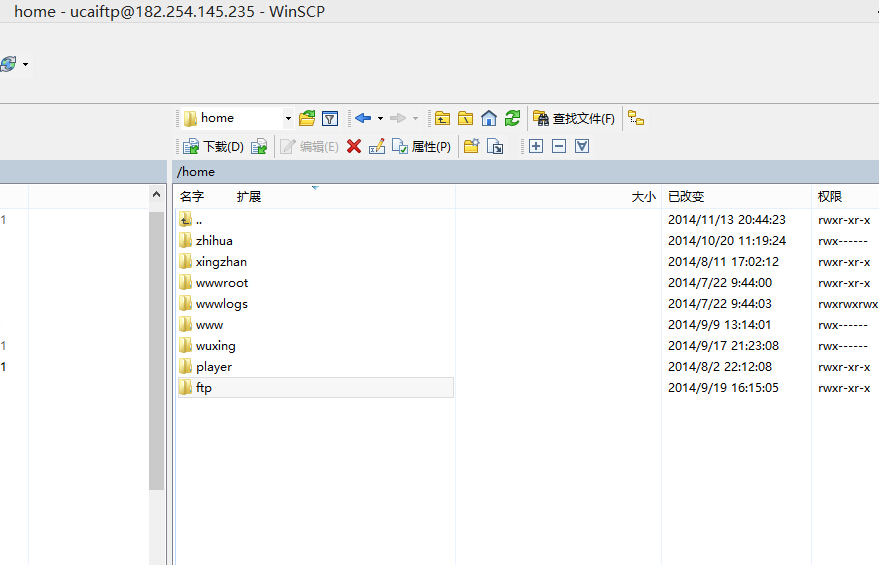 home - ucaiftp@182.254.145.235 - WinSCP
home 查找文件(F)
下载(D) 编辑(E) 属性(P)
/home
名字 扩展 大小 已改变 权限
1 .. 2014/11/13 20:44:23 rwxr-xr-x
zhihua 2014/10/20 11:19:24 rwx------
xingzhan 2014/8/11 17:02:12 rwxr-xr-x
wwwroot 2014/7/22 9:44:00 rwxr-xr-x
wwwlogs 2014/7/22 9:44:03 rwxrwxrwx
www 2014/9/9 13:14:01 rwx------
1 wuxing 2014/9/17 21:23:08 rwx------
1 player 2014/8/2 22:12:08 rwxr-xr-x
ftp 2014/9/19 16:15:05 rwxr-xr-x